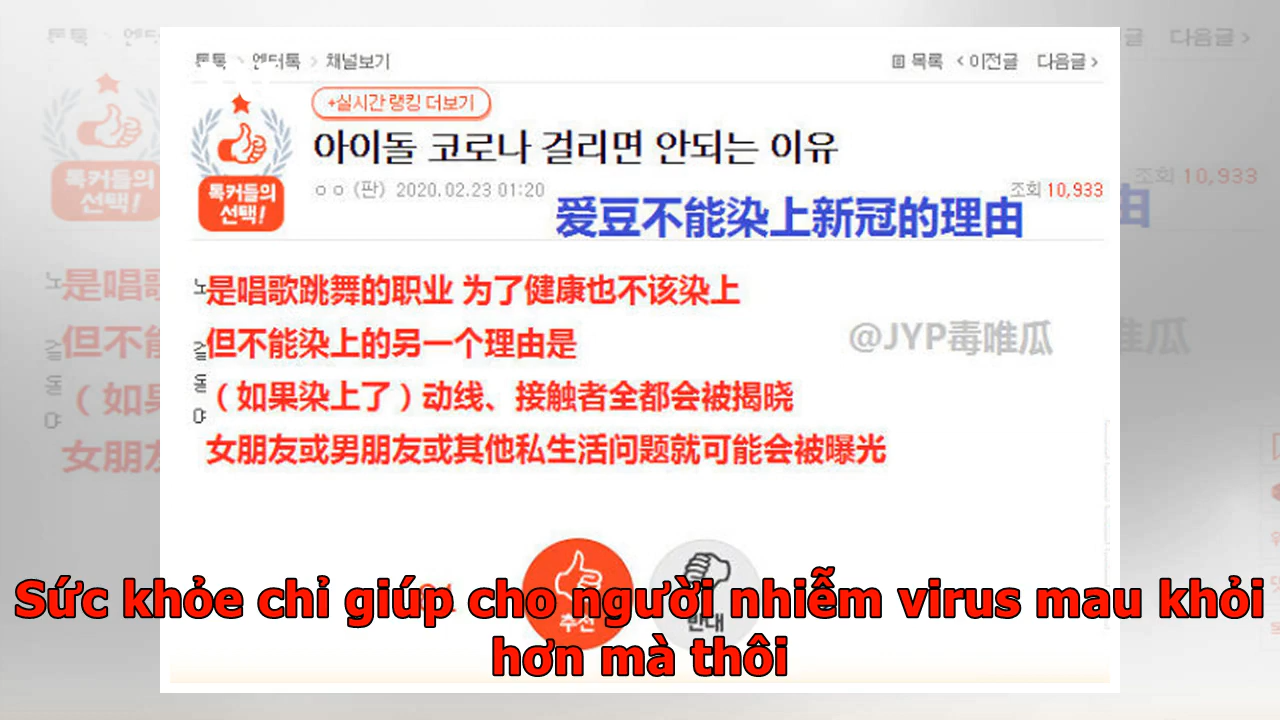 톡톡 > 엔터톡 > 채널보기
목록 < 이전글 다음글 >
+실시간 랭킹 더보기
아이돌 코로나 걸리면 안되는 이유
톡커들의
선택!
ㅇㅇ (판) 2020.02.23 01:20
조회 10,933
爱豆不能染上新冠的理由
是唱歌跳舞的职业 为了健康也不该染上
@JYP毒唯瓜
但不能染上的另一个理由是
（如果染上了）动线、接触者全都会被揭晓
女朋友或男朋友或其他私生活问题就可能会被曝光
Sức khỏe chỉ giúp cho người nhiễm virus mau khỏi
추천
반대
hơn mà thôi